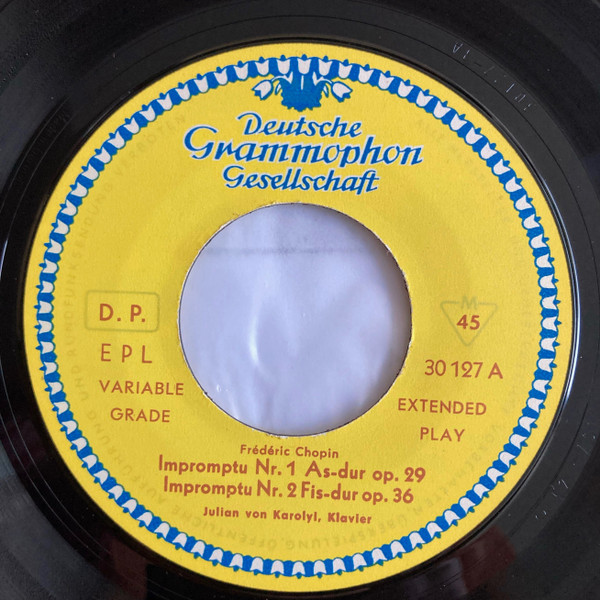 Deutsche
Grammophon
Gesellschaft
D. P.
M
45
E P L
30 127 A
VARIABLE
GRADE
EXTENDED
PLAY
Frédéric Chopin
Impromptu Nr. 1 As-dur op. 29
Impromptu Nr. 2 Fis-dur op. 36
Julian von Karolyi, Klavier